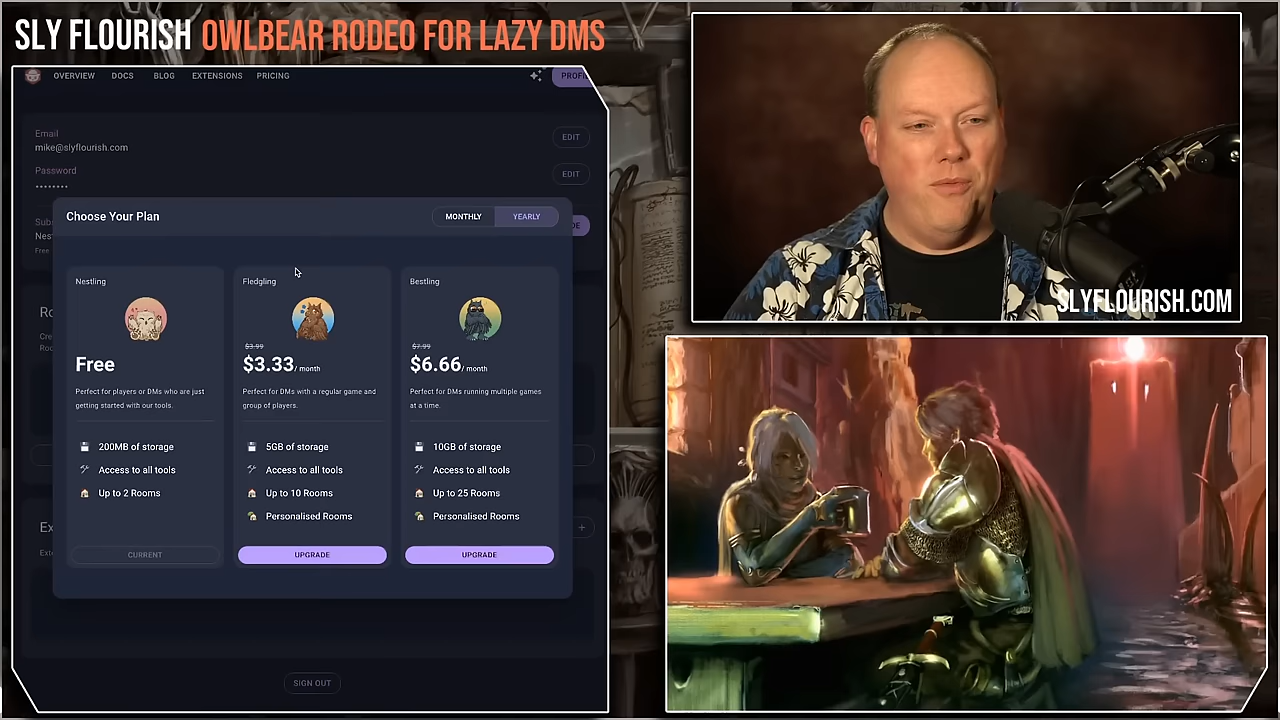 SLY FLOURISH OWLBEAR RODEO FOR LAZY DMS
OVERVIEW DOCS BLOG EXTENSIONS PRICING
Email
mike@slyflourish.com
EDIT
Password
EDIT
Choose Your Plan
MONTHLY YEARLY
Free
Nestling
Free
Perfect for players or DMs who are just
getting started with our tools.
200MB of storage
Access to all tools
Up to 2 Rooms
CURRENT
Fledgling
$3.99
$3.33 / month
Perfect for DMs with a regular game and
group of players.
5GB of storage
Access to all tools
Up to 10 Rooms
Personalised Rooms
UPGRADE
Bestling
$7.99
$6.66 / month
Perfect for DMs running multiple games
at a time.
10GB of storage
Access to all tools
Up to 25 Rooms
Personalised Rooms
UPGRADE
SIGN OUT
SLYFLOURISH.COM